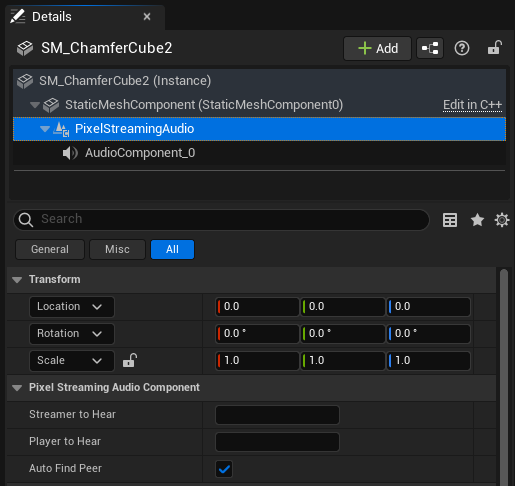 Details
SM_ChamferCube2
Add
SM_ChamferCube2 (Instance)
StaticMeshComponent (StaticMeshComponent0) Edit in C++
PixelStreamingAudio
AudioComponent_0
Search
General Misc All
Transform
Location 0.0 0.0 0.0
Rotation 0.0 ° 0.0 ° 0.0 °
Scale 1.0 1.0 1.0
Pixel Streaming Audio Component
Streamer to Hear
Player to Hear
Auto Find Peer